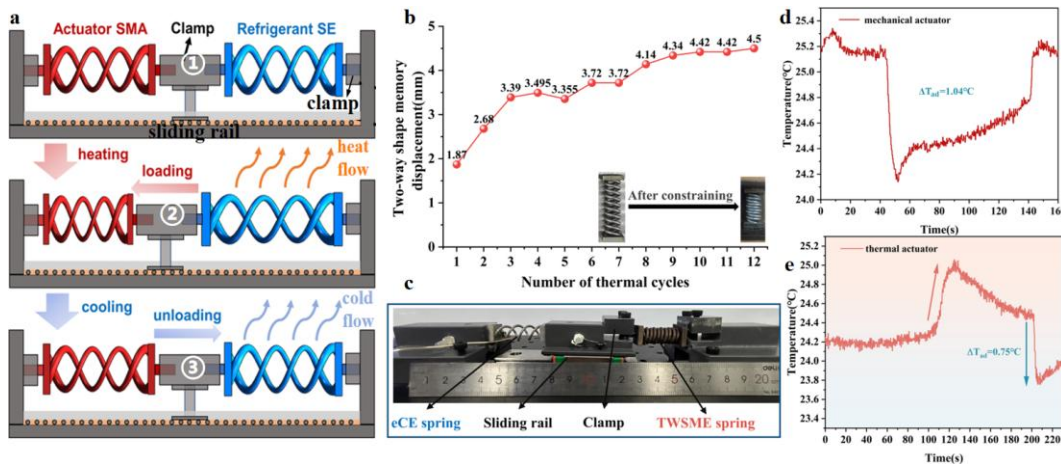 a
Actuator SMA
Clamp
Refrigerant SE
①
clamp
sliding rail
heating
loading
heat
flow
②
cooling
unloading
cold
flow
③
b
Two-way shape memory
displacement(mm)
5
4
3
2
1
0
1.87
2.68
3.39
3.495
3.355
3.72
3.72
4.14
4.34
4.42
4.42
4.5
After constraining
1 2 3 4 5 6 7 8 9 10 11 12
Number of thermal cycles
c
eCE spring
Sliding rail
Clamp
TWSME spring
d
mechanical actuator
Temperature(°C)
25.4
25.2
25.0
24.8
24.6
24.4
24.2
24.0
ΔTad=1.04°C
0 20 40 60 80 100 120 140 160
Time(s)
e
thermal actuator
Temperature(°C)
25.2
25.0
24.8
24.6
24.4
24.2
24.0
23.8
23.6
23.4
ΔTad=0.75°C
0 20 40 60 80 100 120 140 160 180 200 220
Time(s)